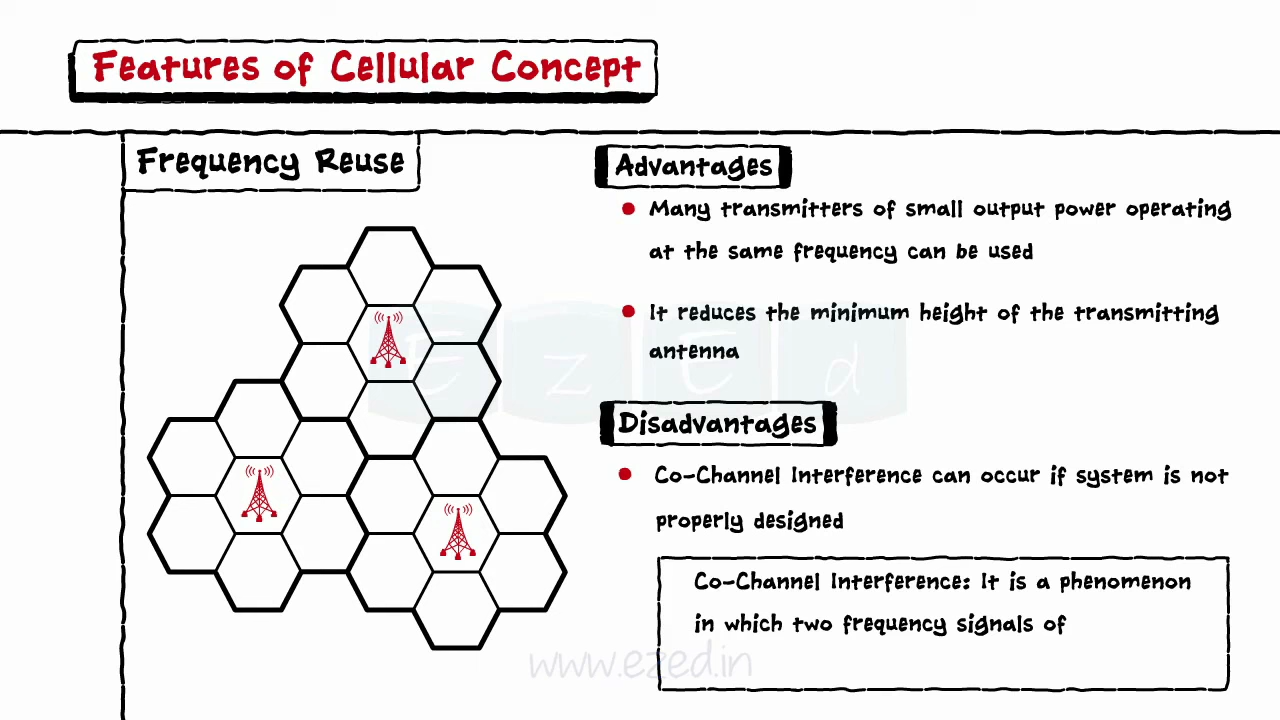 Features of Cellular Concept
Frequency Reuse
Advantages
Many transmitters of small output power operating
at the same frequency can be used
It reduces the minimum height of the transmitting
antenna
Disadvantages
Co-Channel Interference can occur if system is not
properly designed
Co-Channel Interference: It is a phenomenon
in which two frequency signals of
E z E d
www.ezed.in